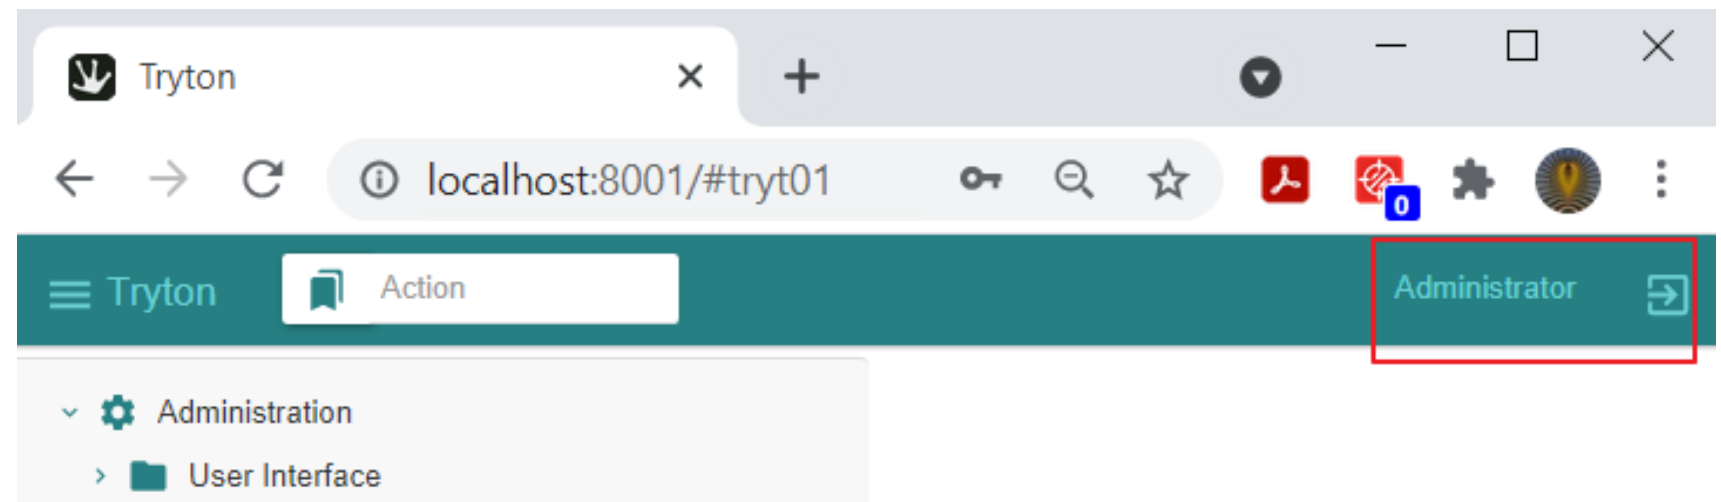 Tryton
localhost:8001/#tryt01
0
Tryton
Action
Administrator
Administration
User Interface